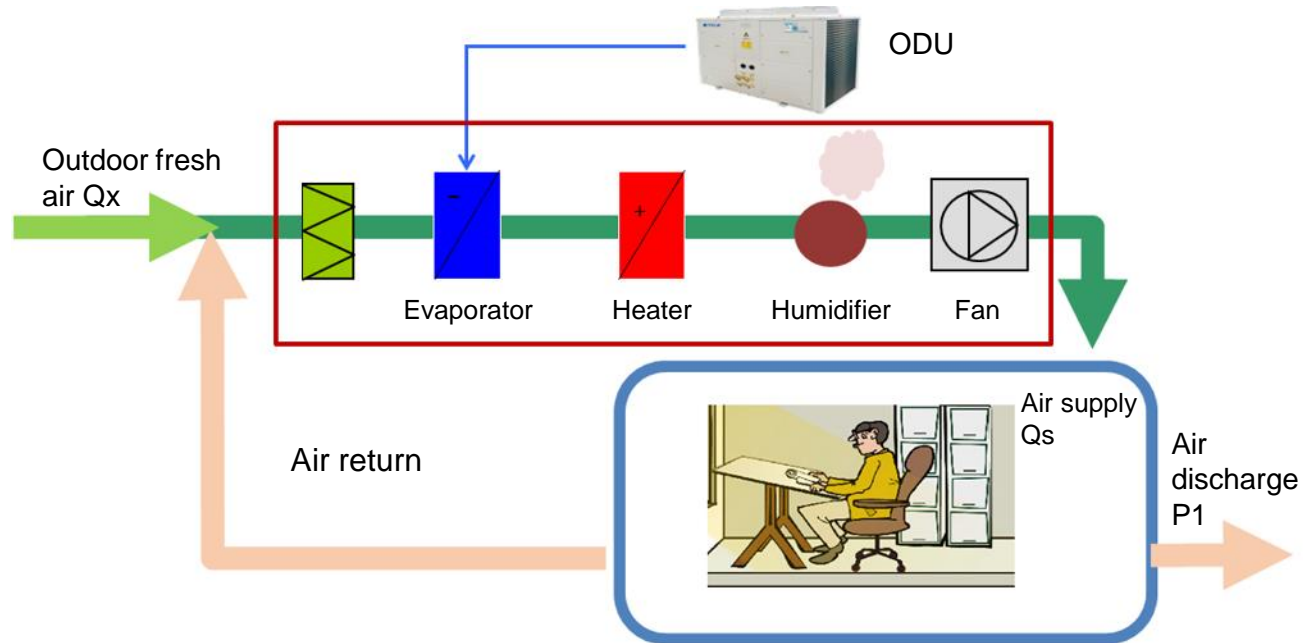 ODU
Outdoor fresh
air Qx
−
+
Evaporator
Heater
Humidifier
Fan
Air supply
Qs
Air return
Air
discharge
P1